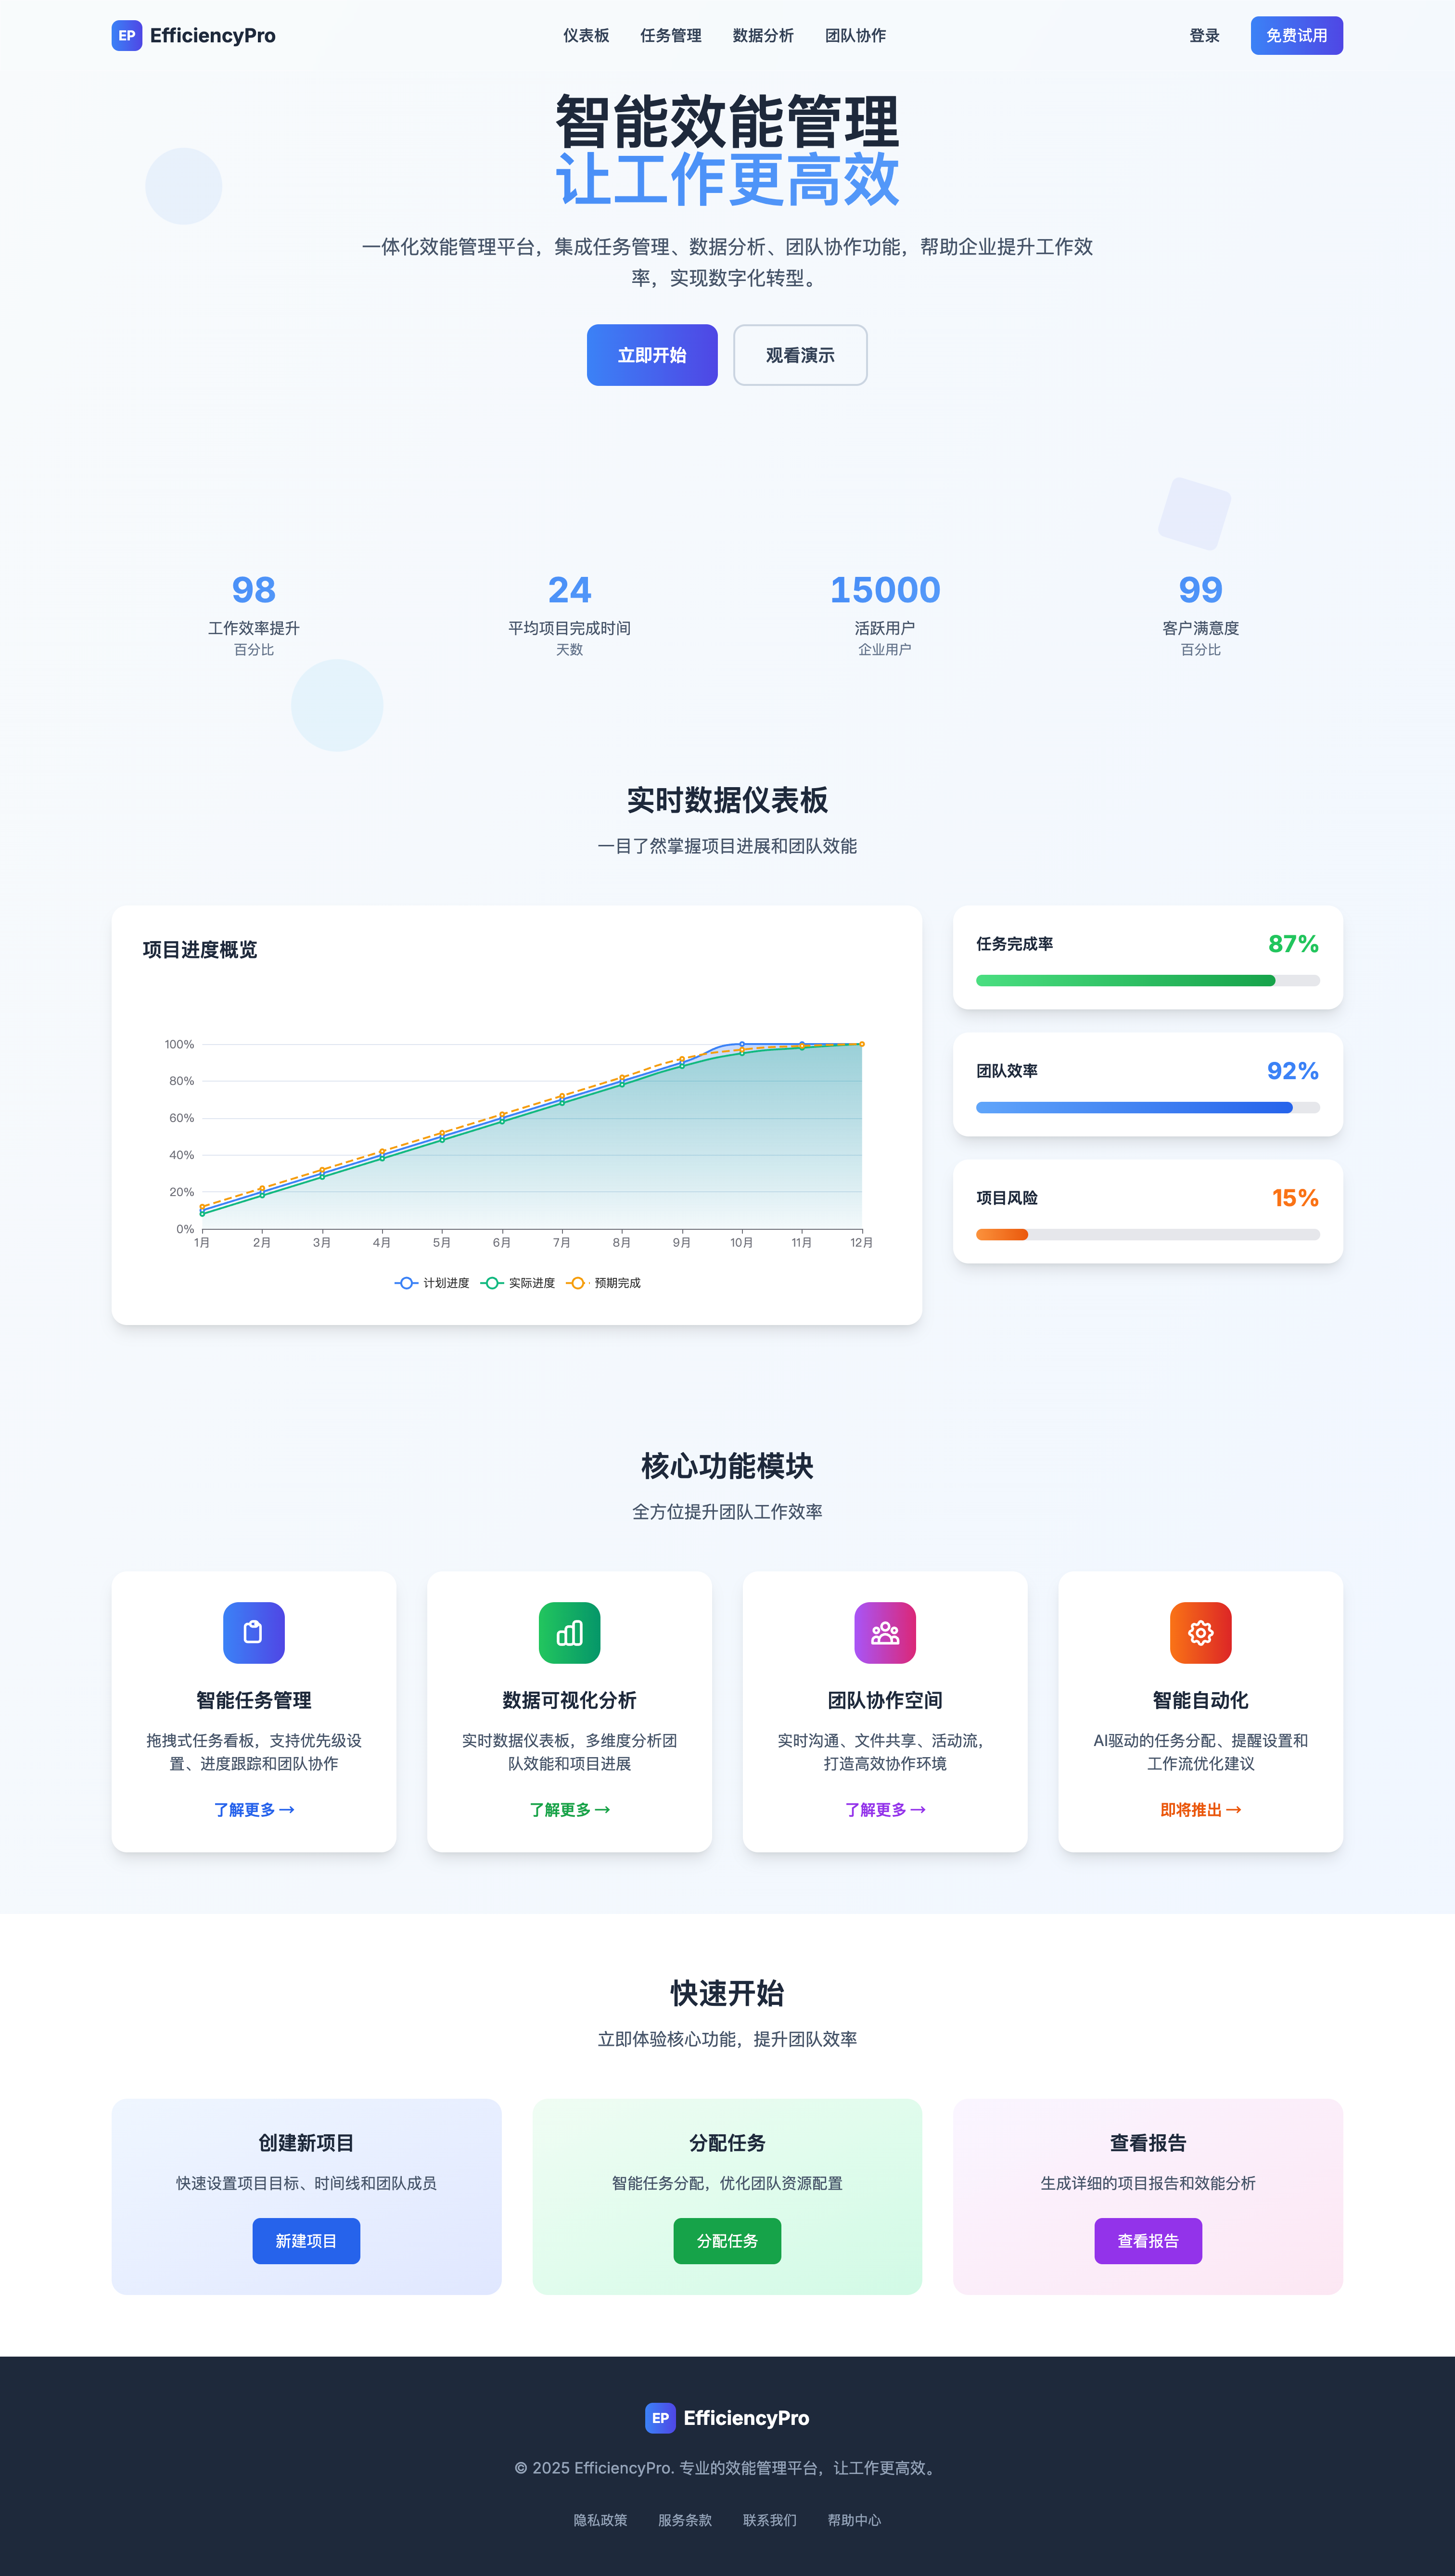 EP EfficiencyPro
仪表板 任务管理 数据分析 团队协作
登录 免费试用
智能效能管理
让工作更高效
一体化效能管理平台，集成任务管理、数据分析、团队协作功能，帮助企业提升工作效
率，实现数字化转型。
立即开始 观看演示
98 24 15000 99
工作效率提升 平均项目完成时间 活跃用户 客户满意度
百分比 天数 企业用户 百分比
实时数据仪表板
一目了然掌握项目进展和团队效能
项目进度概览
100%
80%
60%
40%
20%
0%
1月 2月 3月 4月 5月 6月 7月 8月 9月 10月 11月 12月
计划进度 实际进度 预期完成
任务完成率 87%
团队效率 92%
项目风险 15%
核心功能模块
全方位提升团队工作效率
智能任务管理
拖拽式任务看板，支持优先级设
置、进度跟踪和团队协作
了解更多 →
数据可视化分析
实时数据仪表板，多维度分析团
队效能和项目进展
了解更多 →
团队协作空间
实时沟通、文件共享、活动流，
打造高效协作环境
了解更多 →
智能自动化
AI驱动的任务分配、提醒设置和
工作流优化建议
即将推出 →
快速开始
立即体验核心功能，提升团队效率
创建新项目
快速设置项目目标、时间线和团队成员
新建项目
分配任务
智能任务分配，优化团队资源配置
分配任务
查看报告
生成详细的项目报告和效能分析
查看报告
EP EfficiencyPro
© 2025 EfficiencyPro. 专业的效能管理平台，让工作更高效。
隐私政策 服务条款 联系我们 帮助中心